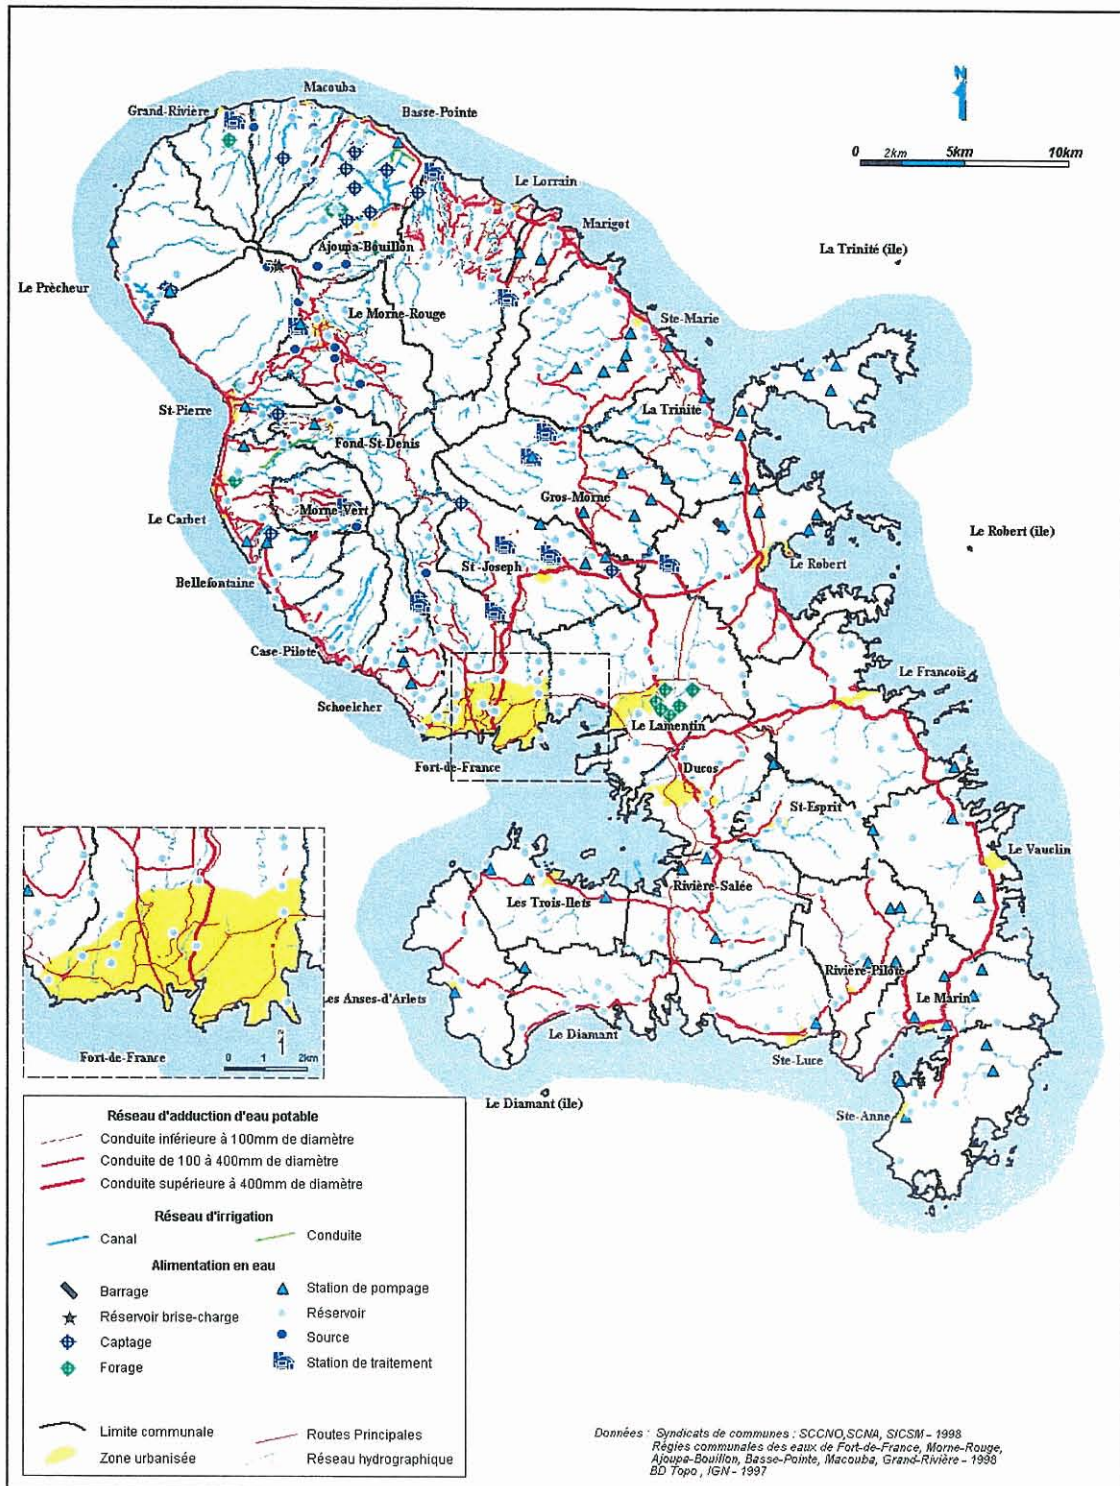 Macouba
Grand-Rivière
Basse-Pointe
N
0 2km 5km 10km
Le Lorrain
Marigot
La Trinité (île)
Ajoupa-Bouillon
Le Prècheur
Le Morne-Rouge
Ste-Marie
St-Pierre
La Trinite
Fond-St-Denis
Gros-Morne
Le Carbet
Morne-Vert
Le Robert (île)
St-Joseph
Le Robert
Bellefontaine
Case-Pilote
Le Francois
Schoelcher
Le Lamentin
Fort-de-France
Ducos
St-Esprit
Le Vauclin
Rivière-Salée
Les Trois-Ilets
Rivière-Pilote
Les Anses-d'Arlets
Le Marin
Le Diamant
Ste-Luce
N
Fort-de-France
0 1 2km
Le Diamant (île)
Ste-Anne
Réseau d'adduction d'eau potable
Conduite inférieure à 100mm de diamètre
Conduite de 100 à 400mm de diamètre
Conduite supérieure à 400mm de diamètre
Réseau d'irrigation
Canal
Conduite
Alimentation en eau
Barrage
Station de pompage
Réservoir brise-charge
Réservoir
Captage
Source
Forage
Station de traitement
Limite communale
Routes Principales
Zone urbanisée
Réseau hydrographique
Données : Syndicats de communes : SCCNO,SCNA, SICSM - 1998
Régies communales des eaux de Fort-de-France, Morne-Rouge,
Ajoupa-Bouillon, Basse-Pointe, Macouba, Grand-Rivière - 1998
BD Topo , IGN - 1997